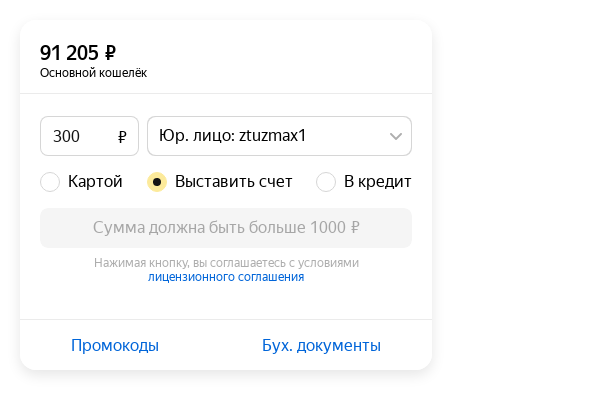 91 205 ₽
Основной кошелёк
300 ₽ Юр. лицо: ztuzmax1
Картой Выставить счет В кредит
Сумма должна быть больше 1000 ₽
Нажимая кнопку, вы соглашаетесь с условиями
лицензионного соглашения
Промокоды Бух. документы